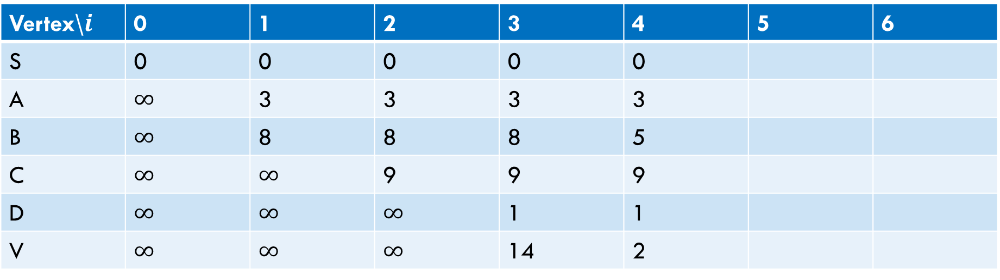 Vertex\i 0 1 2 3 4 5 6
S 0 0 0 0 0
A ∞ 3 3 3 3
B ∞ 8 8 8 5
C ∞ ∞ 9 9 9
D ∞ ∞ ∞ 1 1
V ∞ ∞ ∞ 14 2